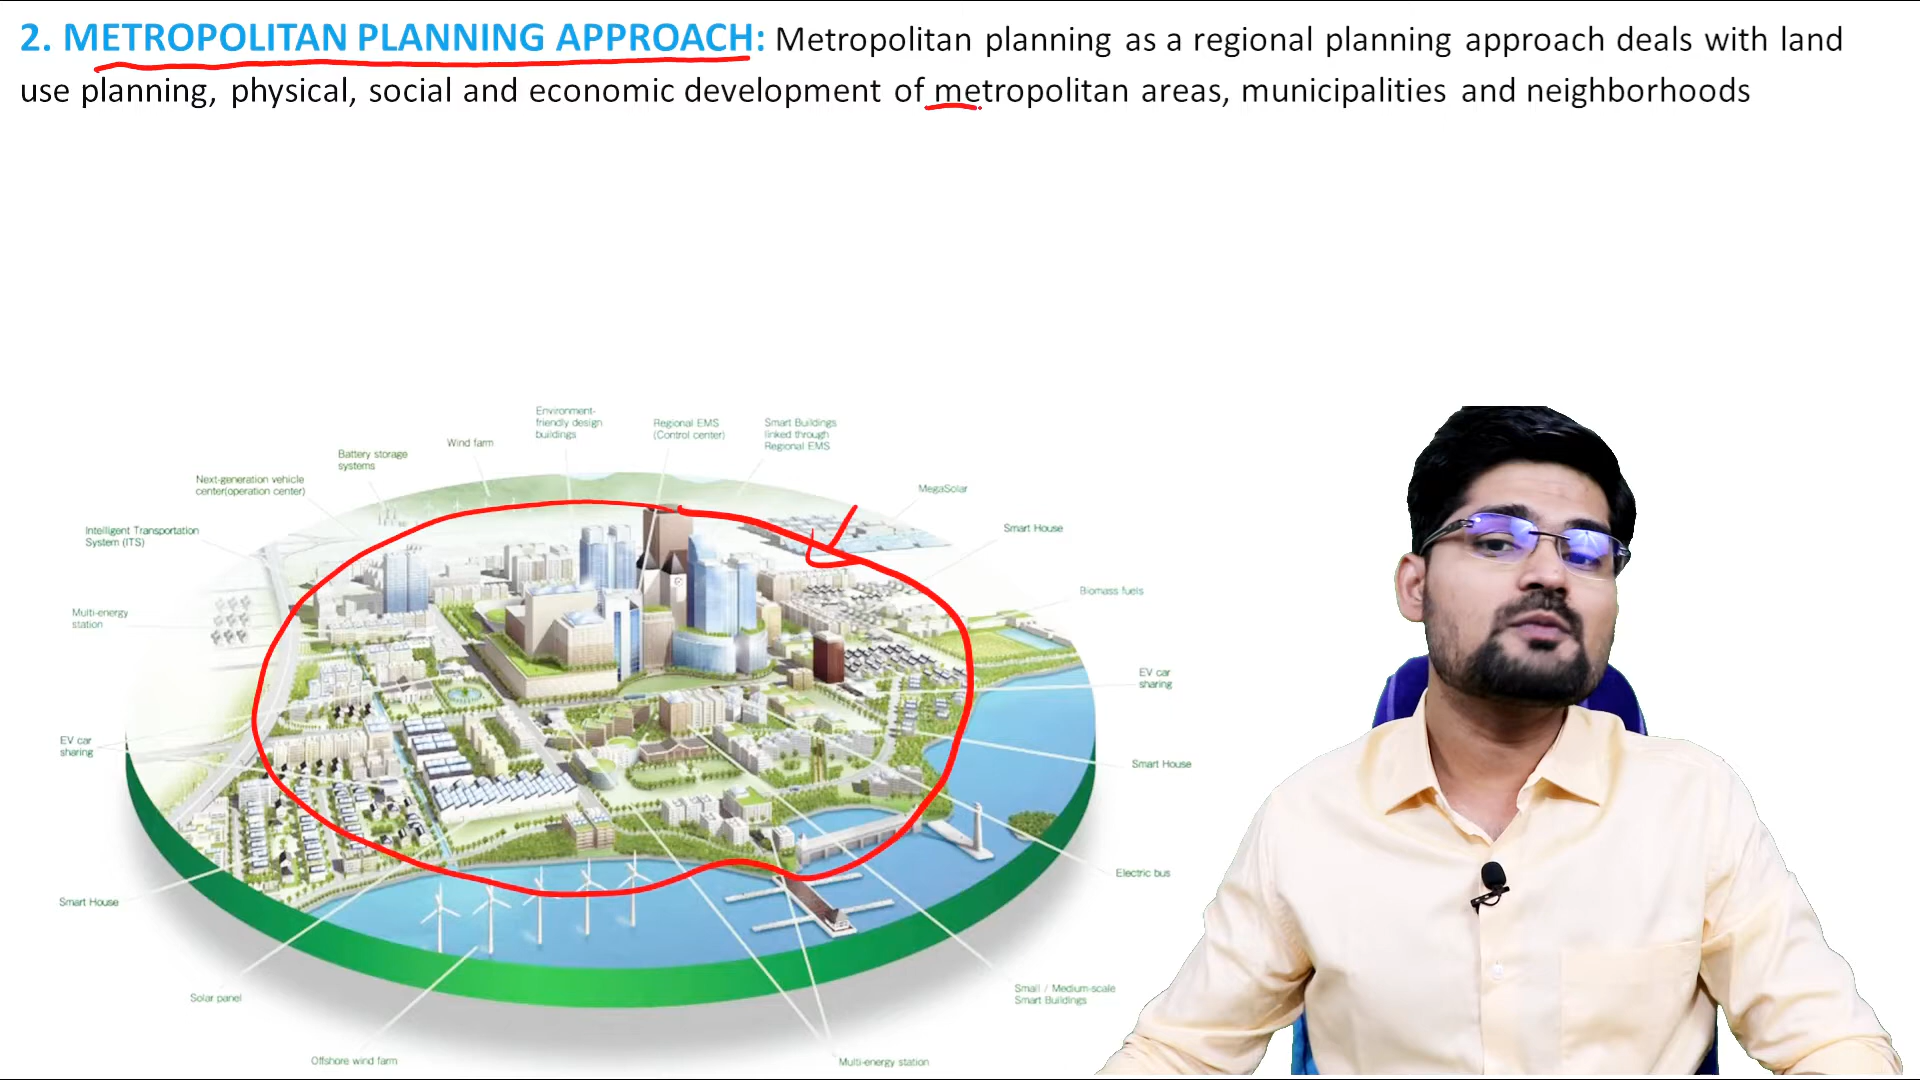 2. METROPOLITAN PLANNING APPROACH: Metropolitan planning as a regional planning approach deals with land
use planning, physical, social and economic development of metropolitan areas, municipalities and neighborhoods
Environment-
friendly design
buildings
Regional EMS
(Control center)
Smart Buildings
linked through
Regional EMS
Wind farm
Battery storage
systems
Next-generation vehicle
center(operation center)
MegaSolar
Intelligent Transportation
System (ITS)
Smart House
Biomass fuels
Multi-energy
station
EV car
sharing
EV car
sharing
Smart House
Electric bus
Smart House
Solar panel
Small / Medium-scale
Smart Buildings
Offshore wind farm
Multi-energy station